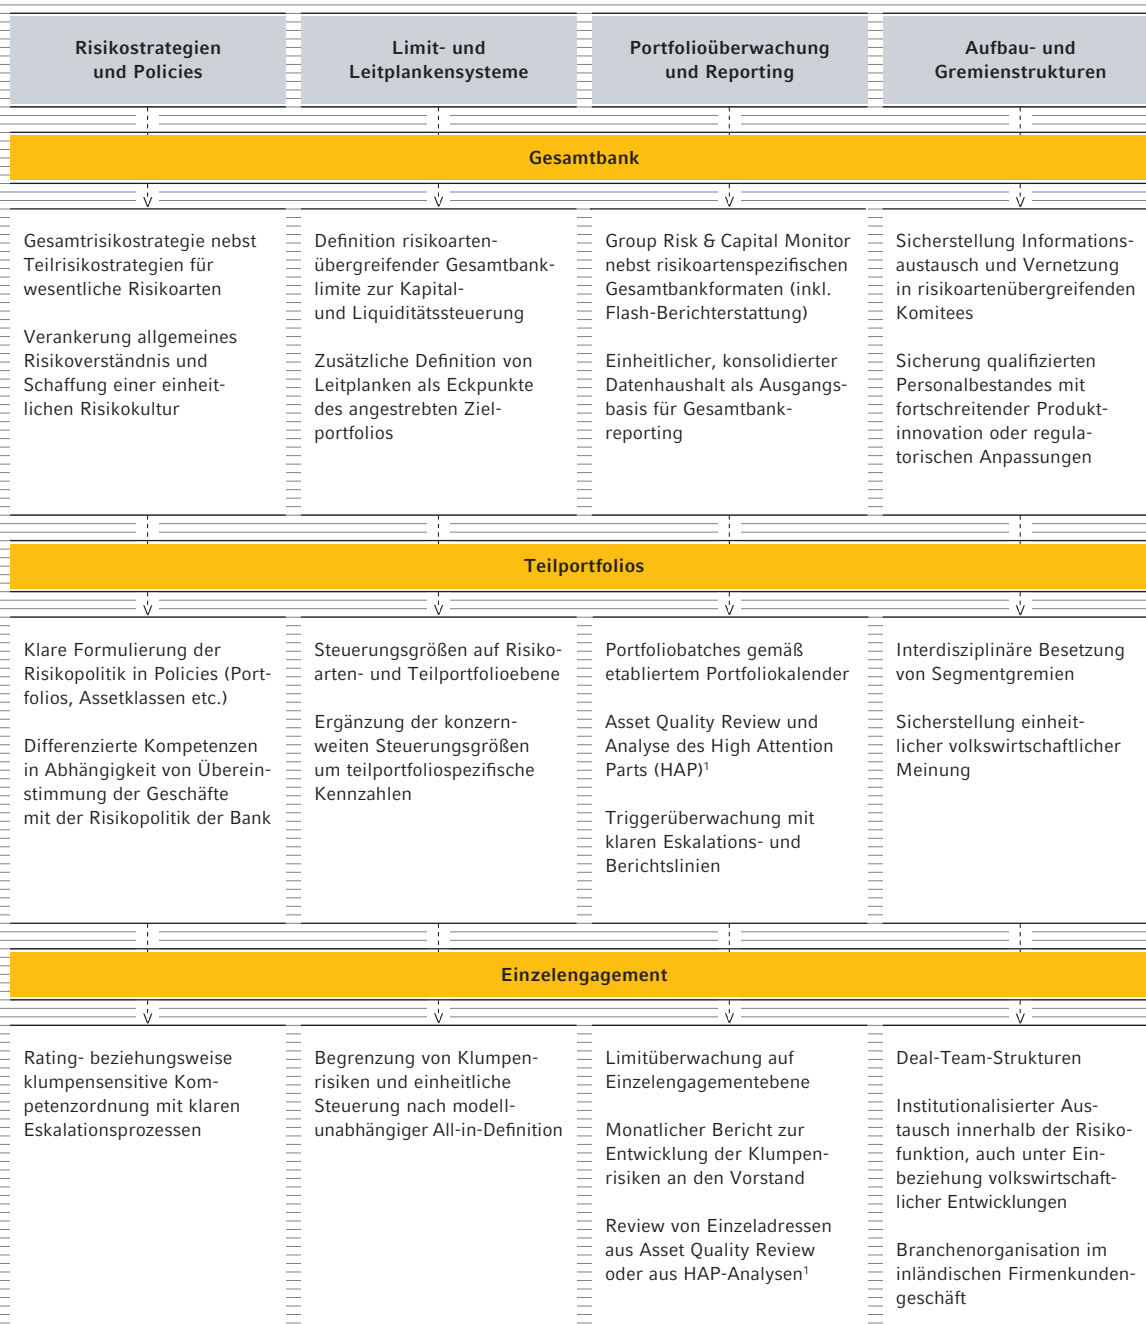 Risikostrategien
und Policies
Limit- und
Leitplankensysteme
Portfolioüberwachung
und Reporting
Aufbau- und
Gremienstrukturen
Gesamtbank
Gesamtrisikostrategie nebst
Teilrisikostrategien für
wesentliche Risikoarten
Verankerung allgemeines
Risikoverständnis und
Schaffung einer einheit-
lichen Risikokultur
Definition risikoarten-
übergreifender Gesamtbank-
limite zur Kapital-
und Liquiditätssteuerung
Zusätzliche Definition von
Leitplanken als Eckpunkte
des angestrebten Ziel-
portfolios
Group Risk & Capital Monitor
nebst risikoartenspezifischen
Gesamtbankformaten (inkl.
Flash-Berichterstattung)
Einheitlicher, konsolidierter
Datenhaushalt als Ausgangs-
basis für Gesamtbank-
reporting
Sicherstellung Informations-
austausch und Vernetzung
in risikoartenübergreifenden
Komitees
Sicherung qualifizierten
Personalbestandes mit
fortschreitender Produkt-
innovation oder regula-
torischen Anpassungen
Teilportfolios
Klare Formulierung der
Risikopolitik in Policies (Port-
folios, Assetklassen etc.)
Differenzierte Kompetenzen
in Abhängigkeit von Überein-
stimmung der Geschäfte
mit der Risikopolitik der Bank
Steuerungsgrößen auf Risiko-
arten- und Teilportfolioebene
Ergänzung der konzern-
weiten Steuerungsgrößen
um teilportfoliospezifische
Kennzahlen
Portfoliobatches gemäß
etabliertem Portfoliokalender
Asset Quality Review und
Analyse des High Attention
Parts (HAP)¹
Triggerüberwachung mit
klaren Eskalations- und
Berichtslinien
Interdisziplinäre Besetzung
von Segmentgremien
Sicherstellung einheit-
licher volkswirtschaftlicher
Meinung
Einzelengagement
Rating- beziehungsweise
klumpensensitive Kom-
petenzordnung mit klaren
Eskalationsprozessen
Begrenzung von Klumpen-
risiken und einheitliche
Steuerung nach modell-
unabhängiger All-in-Definition
Limitüberwachung auf
Einzelengagementebene
Monatlicher Bericht zur
Entwicklung der Klumpen-
risiken an den Vorstand
Review von Einzeladressen
aus Asset Quality Review
oder aus HAP-Analysen¹
Deal-Team-Strukturen
Institutionalisierter Aus-
tausch innerhalb der Risiko-
funktion, auch unter Ein-
beziehung volkswirtschaft-
licher Entwicklungen
Branchenorganisation im
inländischen Firmenkunden-
geschäft